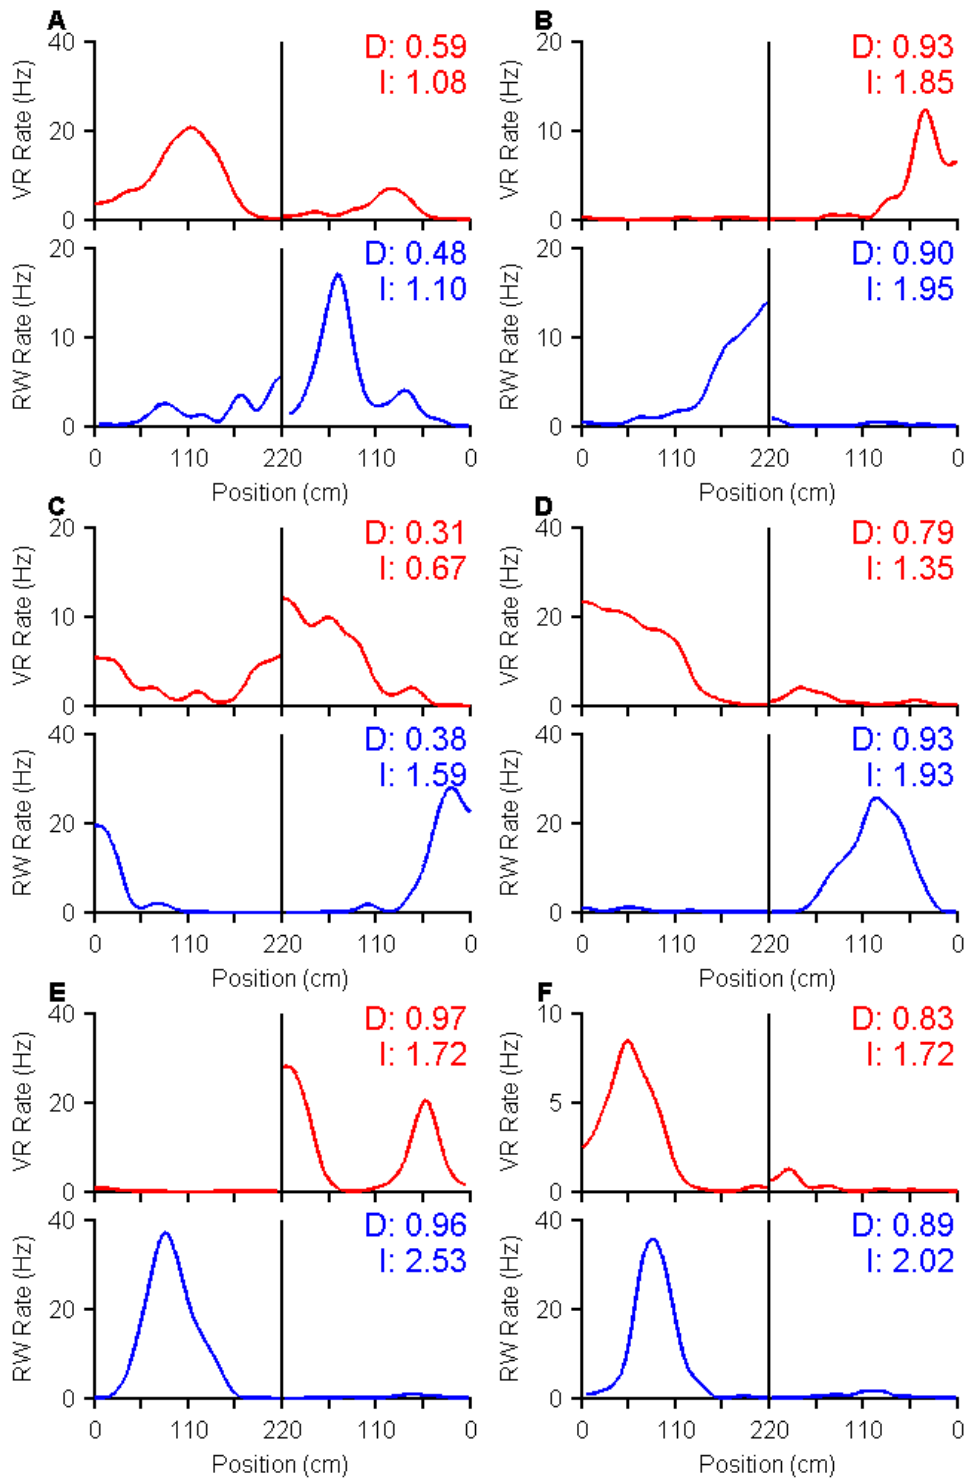 A
B
VR Rate (Hz)
40
20
0
D: 0.59
I: 1.08
VR Rate (Hz)
20
10
0
D: 0.93
I: 1.85
RW Rate (Hz)
20
10
0
D: 0.48
I: 1.10
0 110 220 110 0
Position (cm)
RW Rate (Hz)
20
10
0
D: 0.90
I: 1.95
0 110 220 110 0
Position (cm)
C
D
VR Rate (Hz)
20
10
0
D: 0.31
I: 0.67
VR Rate (Hz)
40
20
0
D: 0.79
I: 1.35
RW Rate (Hz)
40
20
0
D: 0.38
I: 1.59
0 110 220 110 0
Position (cm)
RW Rate (Hz)
40
20
0
D: 0.93
I: 1.93
0 110 220 110 0
Position (cm)
E
F
VR Rate (Hz)
40
20
0
D: 0.97
I: 1.72
VR Rate (Hz)
10
5
0
D: 0.83
I: 1.72
RW Rate (Hz)
40
20
0
D: 0.96
I: 2.53
0 110 220 110 0
Position (cm)
RW Rate (Hz)
40
20
0
D: 0.89
I: 2.02
0 110 220 110 0
Position (cm)